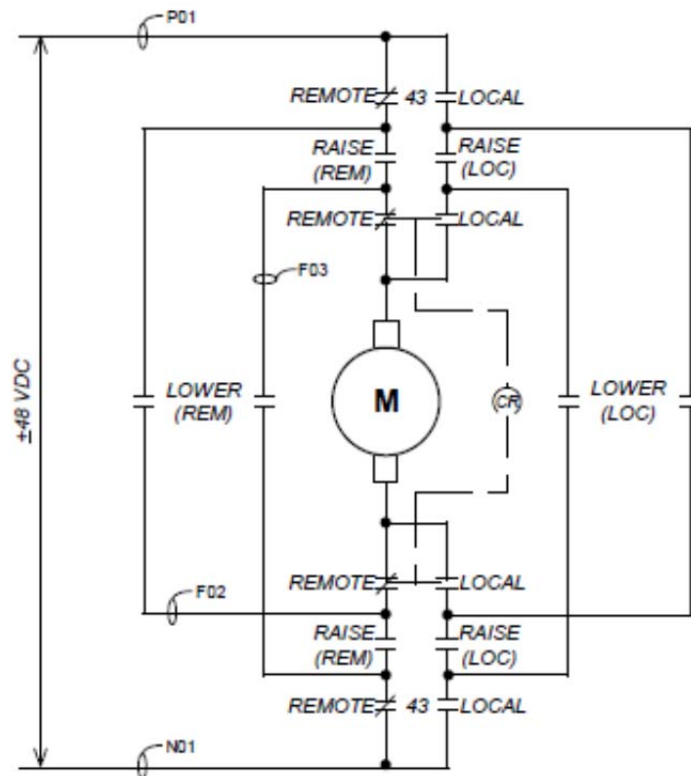 P01
REMOTE 43 LOCAL
RAISE (REM)
RAISE (LOC)
REMOTE LOCAL
F03
±48 VDC
LOWER (REM)
M
CR
LOWER (LOC)
REMOTE LOCAL
F02
RAISE (REM)
RAISE (LOC)
REMOTE 43 LOCAL
N01